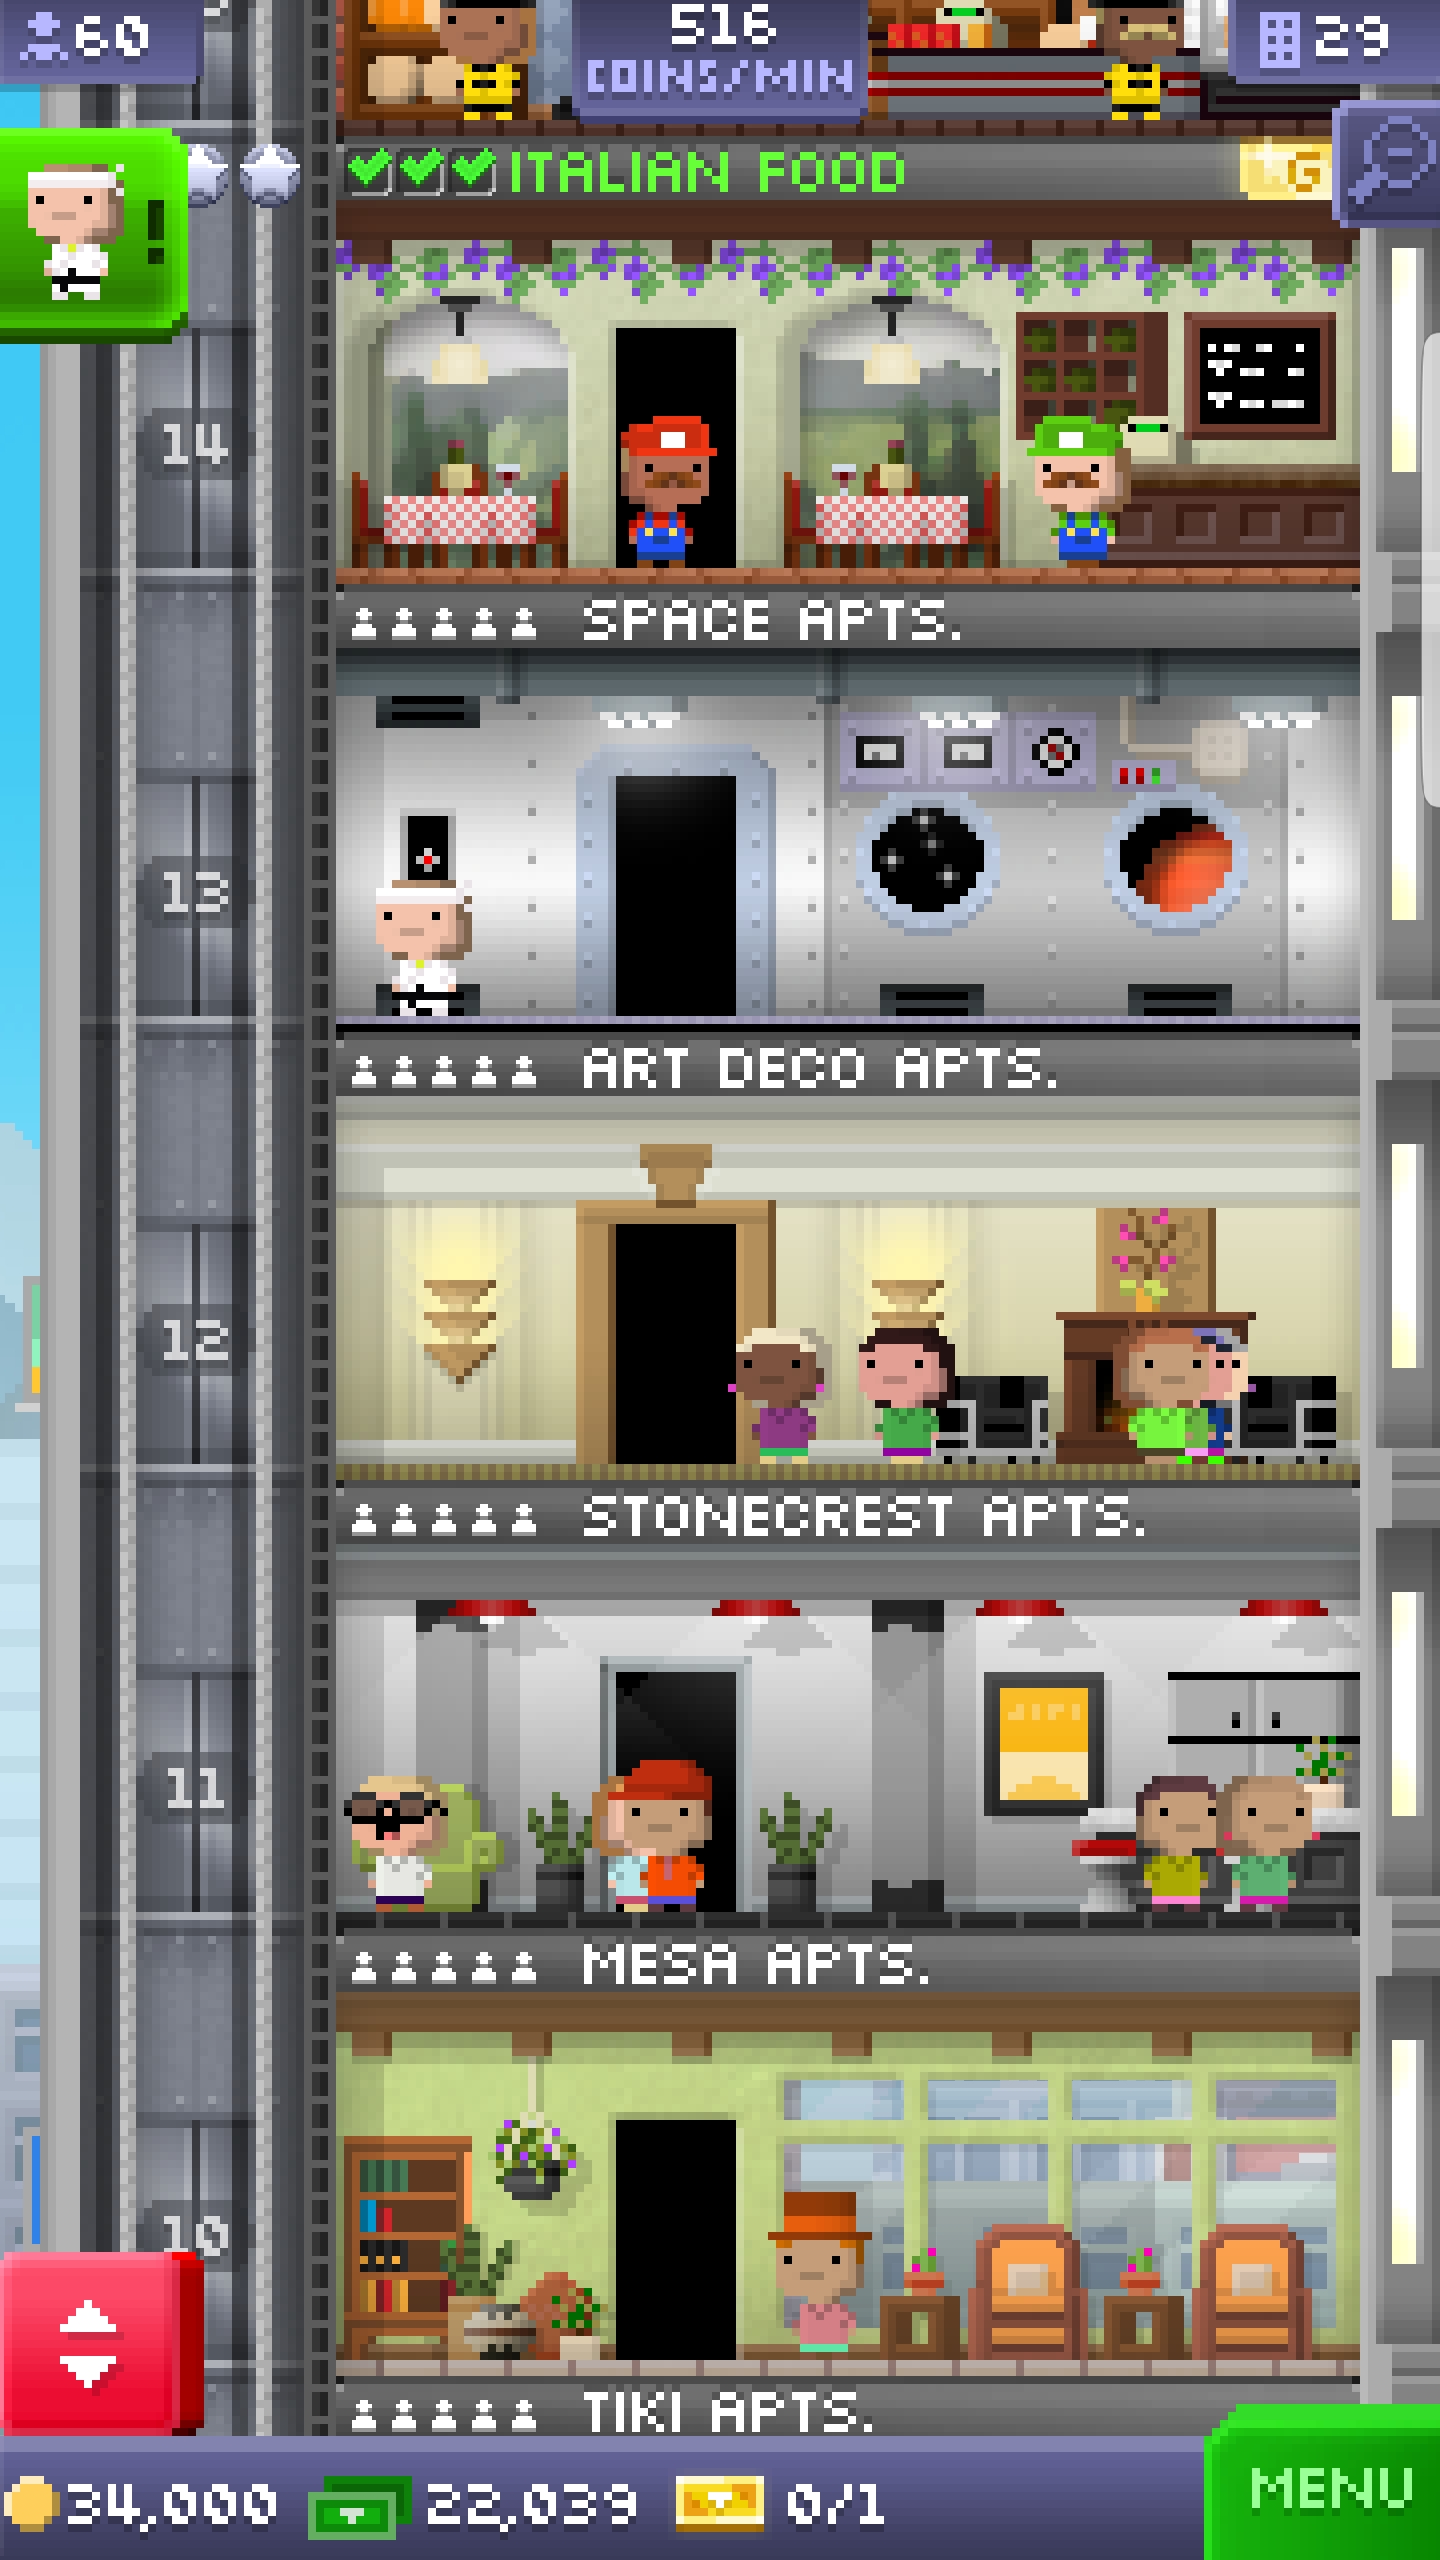 60
516
COINS/MIN
29
ITALIAN FOOD
G
!
14
SPACE APTS.
13
ART DECO APTS.
12
STONECREST APTS.
11
MESA APTS.
10
TIKI APTS.
34,000
22,039
0/1
MENU